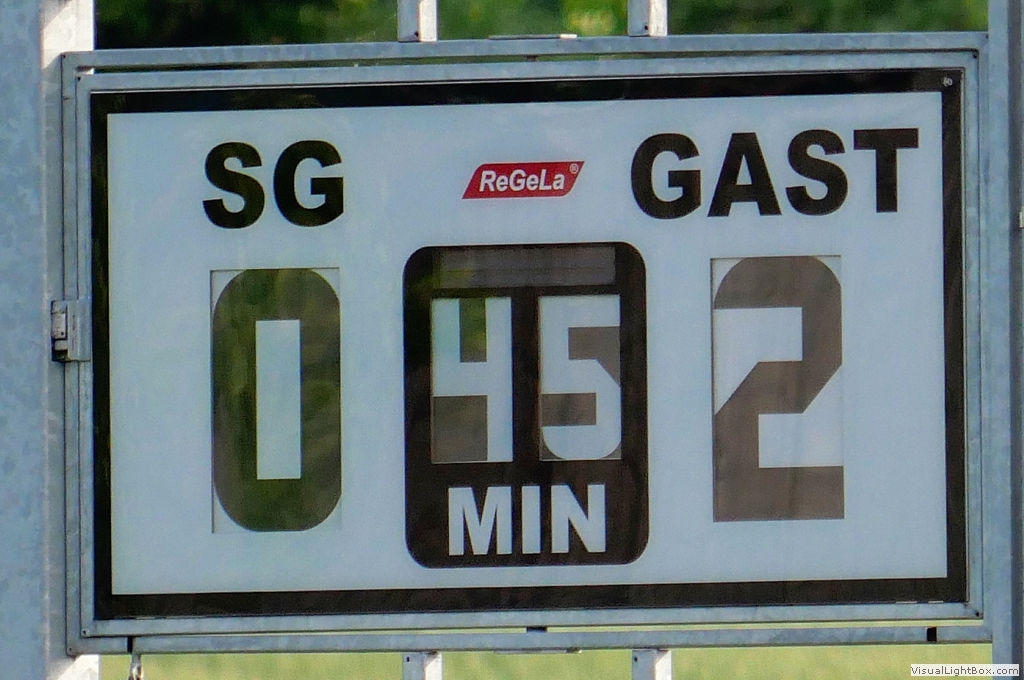 SG ReGeLa® GAST
0 45 2
MIN
VisualLightBox.com